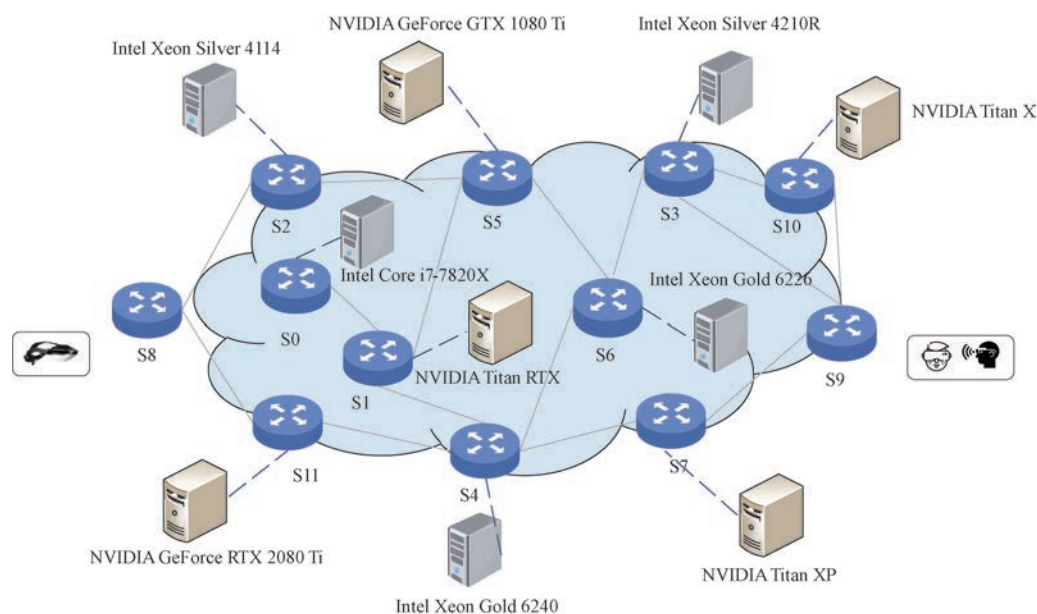 NVIDIA GeForce GTX 1080 Ti
Intel Xeon Silver 4210R
Intel Xeon Silver 4114
NVIDIA Titan X
S2
S5
S3
S10
Intel Core i7-7820X
Intel Xeon Gold 6226
S8
S0
S6
S9
NVIDIA Titan RTX
S1
S11
S4
S7
NVIDIA GeForce RTX 2080 Ti
NVIDIA Titan XP
Intel Xeon Gold 6240